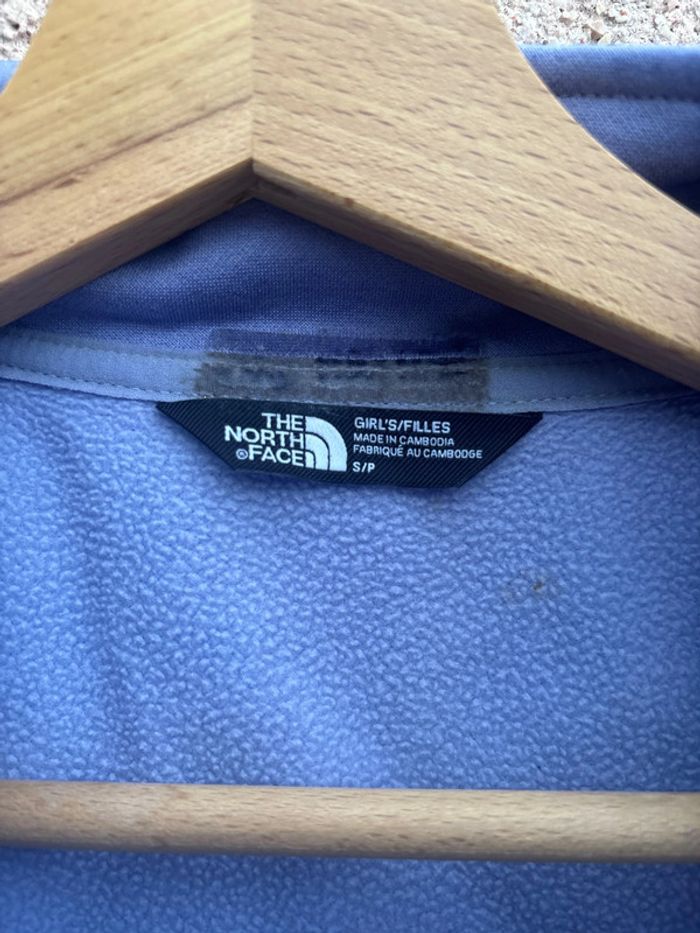 THE
NORTH
®FACE
GIRL'S/FILLES
MADE IN CAMBODIA
FABRIQUÉ AU CAMBODGE
S/P